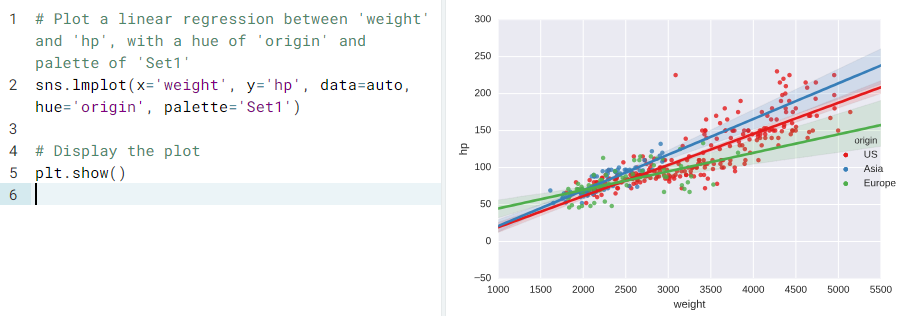 1 # Plot a linear regression between 'weight'
and 'hp', with a hue of 'origin' and
palette of 'Set1'
2 sns.lmplot(x='weight', y='hp', data=auto,
hue='origin', palette='Set1')
3
4 # Display the plot
5 plt.show()
6
300
250
200
150
100
50
0
−50
hp
1000 1500 2000 2500 3000 3500 4000 4500 5000 5500
weight
origin
US
Asia
Europe